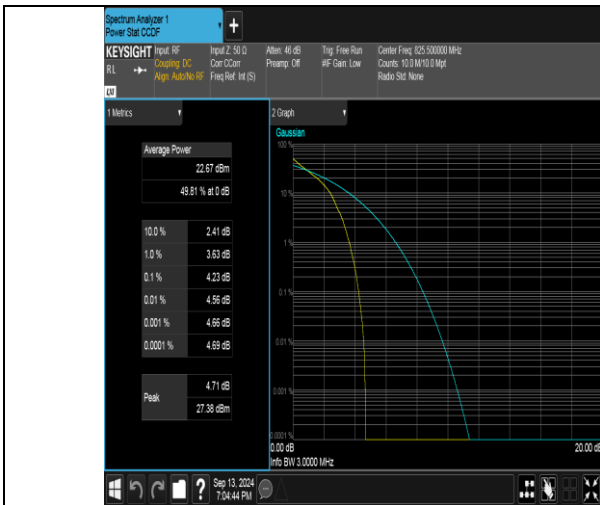 Spectrum Analyzer 1
Power Stat CCDF
KEYSIGHT Input: RF Input Z: 50 Ω Atten: 46 dB Trig: Free Run Center Freq: 825.500000 MHz
R L Coupling: DC Corr CCorr Preamp: Off #IF Gain: Low Counts: 10.0 M/10.0 Mpt
Align: Auto/No RF Freq Ref: Int (S) Radio Std: None
LXI
1 Metrics
Average Power
22.67 dBm
49.81 % at 0 dB
10.0 % 2.41 dB
1.0 % 3.63 dB
0.1 % 4.23 dB
0.01 % 4.56 dB
0.001 % 4.66 dB
0.0001 % 4.69 dB
Peak 4.71 dB
27.38 dBm
2 Graph
Gaussian
100 %
10 %
1 %
0.1 %
0.01 %
0.001 %
0.0001 %
0.00 dB 20.00 dB
Info BW 3.0000 MHz
? Sep 13, 2024
7:04:44 PM